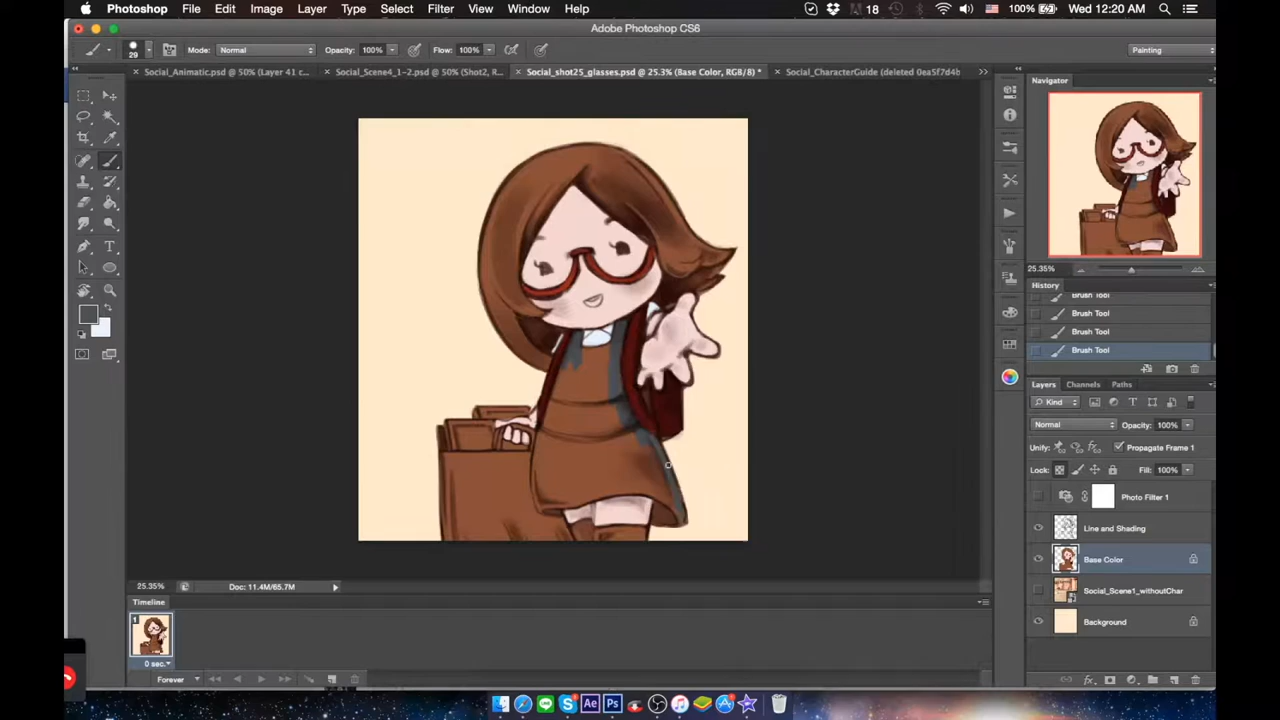 Photoshop File Edit Image Layer Type Select Filter View Window Help 18 100% Wed 12:20 AM
Adobe Photoshop CS6
29 Mode: Normal Opacity: 100% Flow: 100% Painting
Social_Animatic.psd @ 50% (Layer 41 c... Social_Scene4_1-2.psd @ 50% (Shot2, R... Social_shot25_glasses.psd @ 25.3% (Base Color, RGB/8) * Social_CharacterGuide (deleted 0ea5f7d4b
Navigator
25.35%
History
Brush Tool
Brush Tool
Brush Tool
Brush Tool
Layers Channels Paths
Kind
Normal Opacity: 100%
Unify: Propagate Frame 1
Lock: Fill: 100%
Photo Filter 1
Line and Shading
Base Color
Social_Scene1_withoutChar
Background
25.35% Doc: 11.4M/65.7M
Timeline
1
0 sec.
Forever
Ae Ps